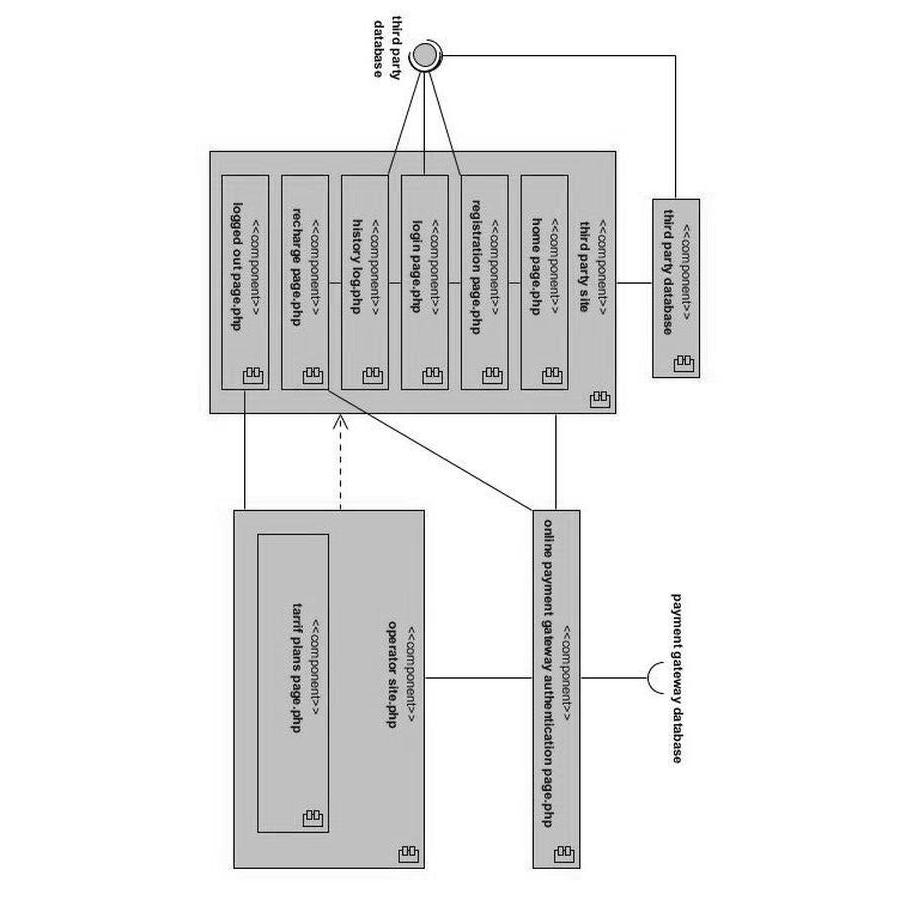 <<component>>
third party database
payment gateway database
<<component>>
third party site
<<component>>
home page.php
<<component>>
registration page.php
<<component>>
login page.php
<<component>>
history log.php
<<component>>
recharge page.php
<<component>>
logged out page.php
third party
database
<<component>>
online payment gateway authentication page.php
<<component>>
operator site.php
<<component>>
tarrif plans page.php